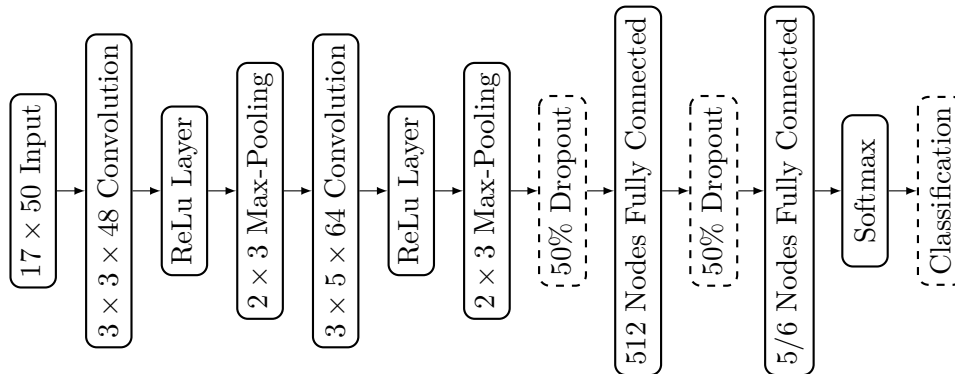 17 × 50 Input
3 × 3 × 48 Convolution
ReLu Layer
2 × 3 Max-Pooling
3 × 5 × 64 Convolution
ReLu Layer
2 × 3 Max-Pooling
50% Dropout
512 Nodes Fully Connected
50% Dropout
5/6 Nodes Fully Connected
Softmax
Classification